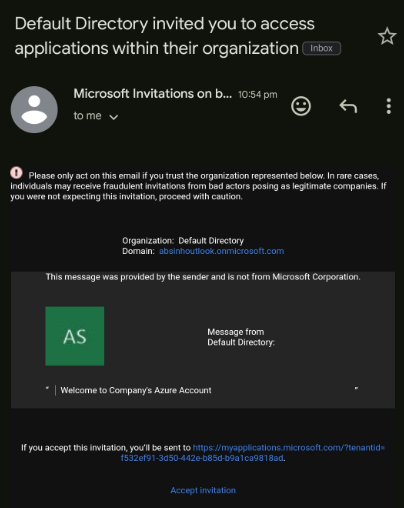 Default Directory invited you to access
applications within their organization Inbox
Microsoft Invitations on b... 10:54 pm
to me
Please only act on this email if you trust the organization represented below. In rare cases,
individuals may receive fraudulent invitations from bad actors posing as legitimate companies. If
you were not expecting this invitation, proceed with caution.
Organization: Default Directory
Domain: absinhoutlook.onmicrosoft.com
This message was provided by the sender and is not from Microsoft Corporation.
AS
Message from
Default Directory:
“ Welcome to Company's Azure Account ”
If you accept this invitation, you'll be sent to https://myapplications.microsoft.com/?tenantid=
f532ef91-3d50-442e-b85d-b9a1ca9818ad.
Accept invitation